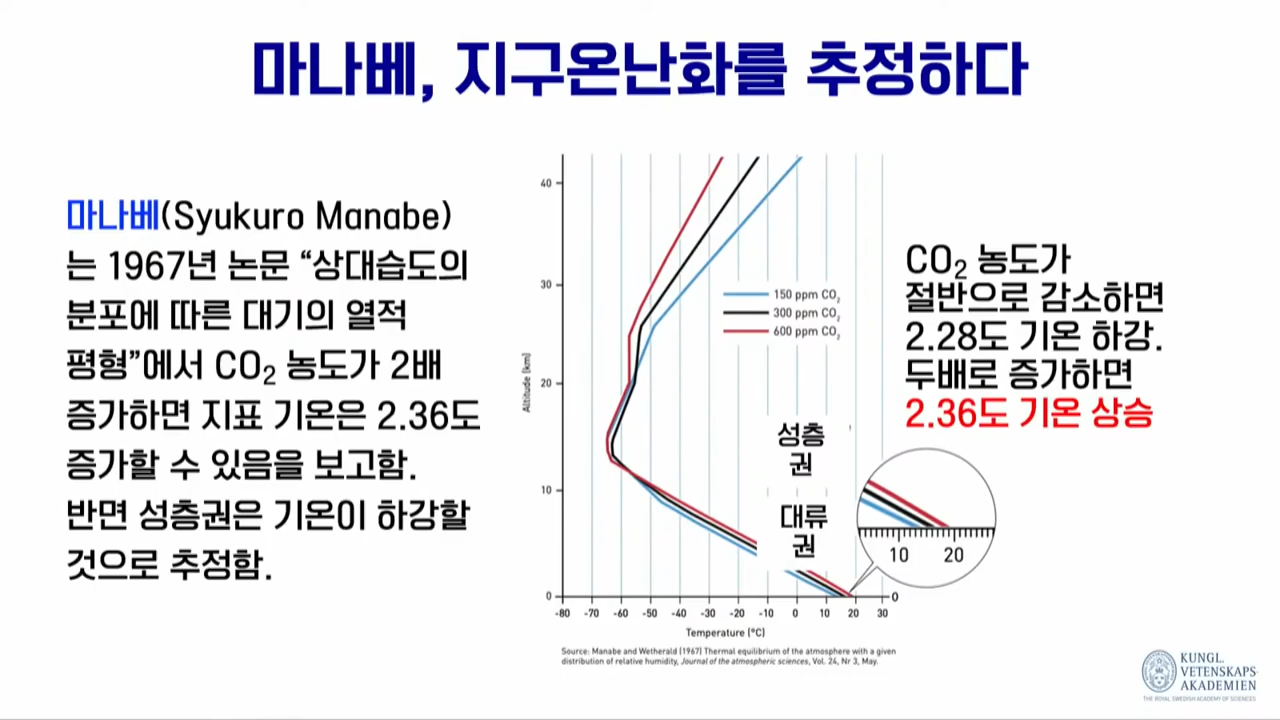 마나베, 지구온난화를 추정하다
마나베(Syukuro Manabe)
는 1967년 논문 “상대습도의
분포에 따른 대기의 열적
평형”에서 CO₂ 농도가 2배
증가하면 지표 기온은 2.36도
증가할 수 있음을 보고함.
반면 성층권은 기온이 하강할
것으로 추정함.
Altitude (km)
40
30
20
10
0
150 ppm CO₂
300 ppm CO₂
600 ppm CO₂
성층
권
대류
권
-80 -70 -60 -50 -40 -30 -20 -10 0 10 20 30
0
Temperature (°C)
10 20
Source: Manabe and Wetherald (1967) Thermal equilibrium of the atmosphere with a given
distribution of relative humidity, Journal of the atmospheric sciences, Vol. 24, Nr 3, May.
CO₂ 농도가
절반으로 감소하면
2.28도 기온 하강.
두배로 증가하면
2.36도 기온 상승
KUNGL.
VETENSKAPS
AKADEMIEN
THE ROYAL SWEDISH ACADEMY OF SCIENCES